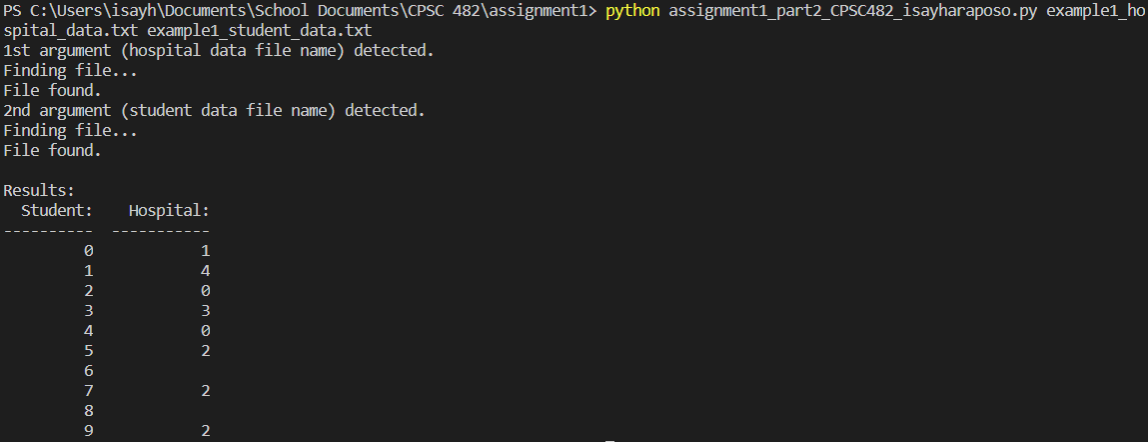 PS C:\Users\isayh\Documents\School Documents\CPSC 482\assignment1> python assignment1_part2_CPSC482_isayharaposo.py example1_ho
spital_data.txt example1_student_data.txt
1st argument (hospital data file name) detected.
Finding file...
File found.
2nd argument (student data file name) detected.
Finding file...
File found.

Results:
  Student:    Hospital:
----------  -----------
         0            1
         1            4
         2            0
         3            3
         4            0
         5            2
         6
         7            2
         8
         9            2